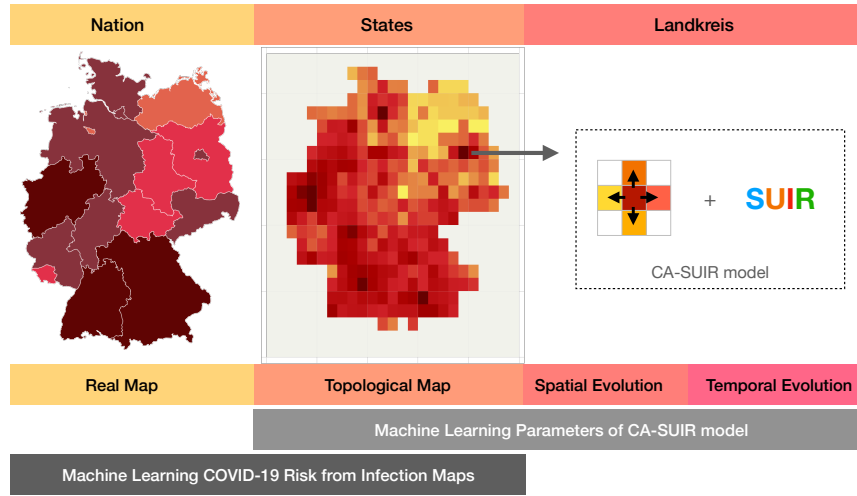 Nation
States
Landkreis
+
SUIR
CA-SUIR model
Real Map
Topological Map
Spatial Evolution
Temporal Evolution
Machine Learning Parameters of CA-SUIR model
Machine Learning COVID-19 Risk from Infection Maps